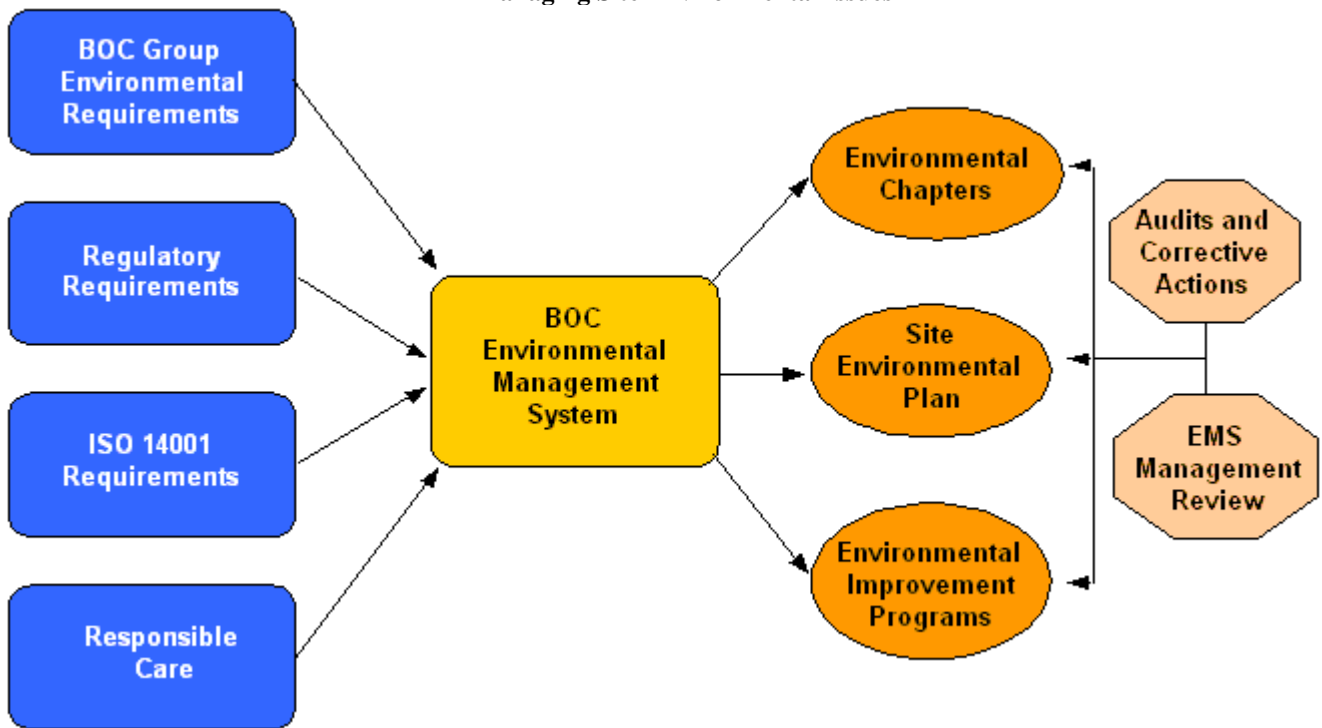 BOC Group
Environmental
Requirements
Regulatory
Requirements
ISO 14001
Requirements
Responsible
Care
BOC
Environmental
Management
System
Environmental
Chapters
Site
Environmental
Plan
Environmental
Improvement
Programs
Audits and
Corrective
Actions
EMS
Management
Review